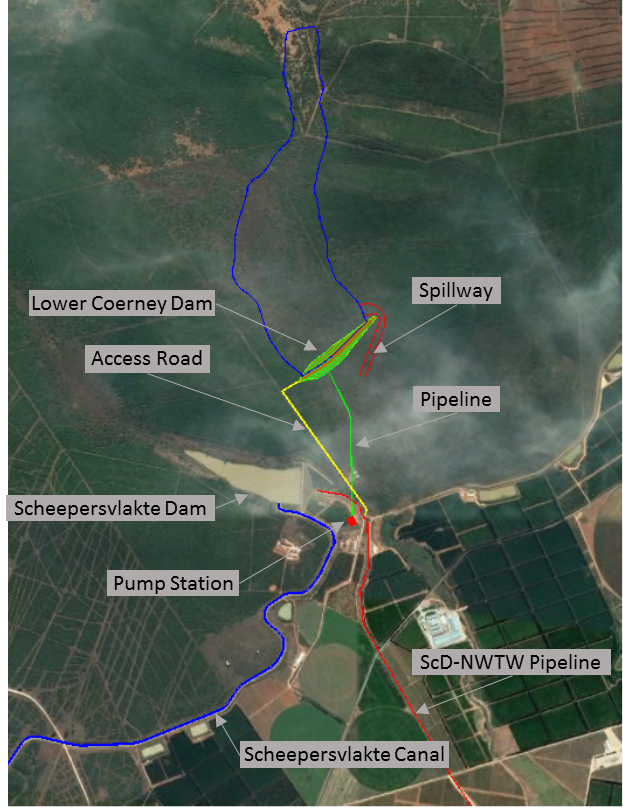 Spillway
Lower Coerney Dam
Access Road
Pipeline
Scheepersvlakte Dam
Pump Station
ScD-NWTW Pipeline
Scheepersvlakte Canal